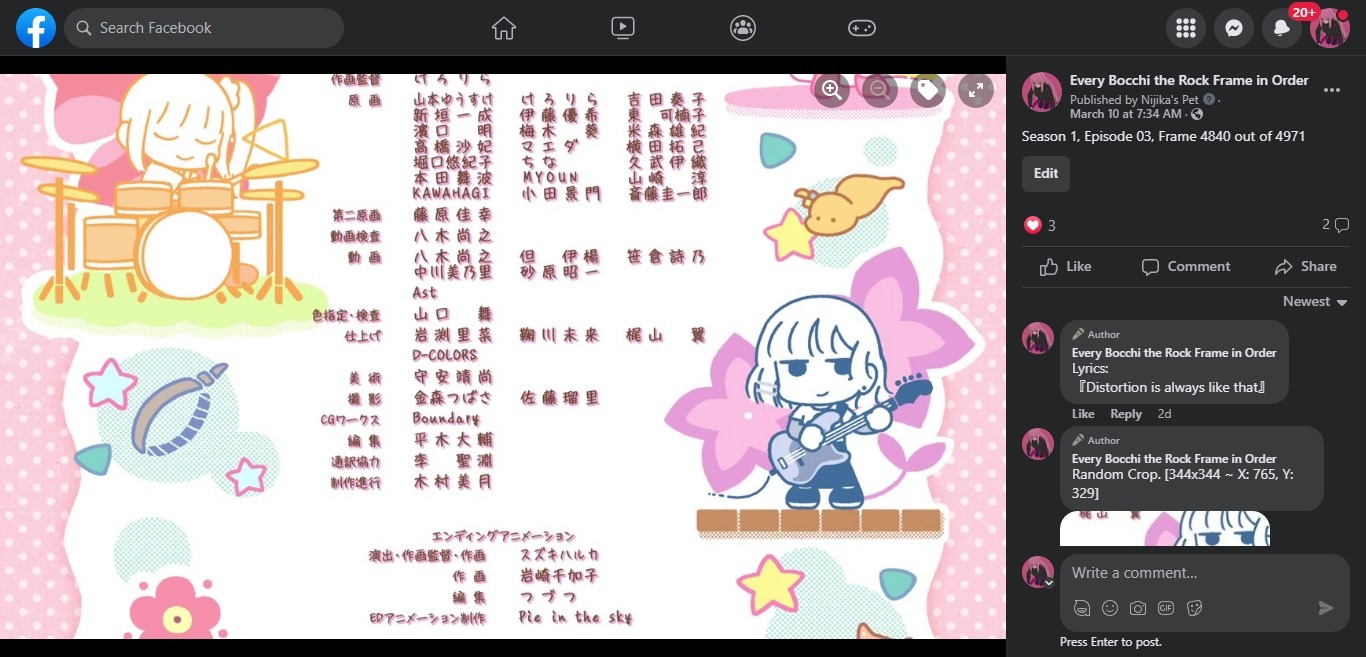 Search Facebook
20+
作画監督 けろりら
原画 山本ゆうすけ けろりら 吉田奏子
新垣一成 伊藤優希 東 可楠子
濱口 明 梅木 葵 米森雄紀
高橋沙妃 マエダ 横田拓己
堀口悠紀子 ちな 久武伊織
本田舞波 MYOUN 山崎 淳
KAWAHAGI 小田景門 斎藤圭一郎
第二原画 藤原佳幸
動画検査 八木尚之
動画 八木尚之 但 伊楊 笹倉詩乃
中川美乃里 砂原昭一
Ast
色指定・検査 山口 舞
仕上げ 岩渕里菜 鞠川未来 梶山 翼
D-COLORS
美術 守安靖尚
撮影 金森つばさ 佐藤瑠里
CGワークス Boundary
編集 平木大輔
通訳協力 李 聖淵
制作進行 木村美月
エンディングアニメーション
演出・作画監督・作画 スズキハルカ
作画 岩崎千加子
編集 つづつ
EDアニメーション制作 Pie in the sky
Every Bocchi the Rock Frame in Order
Published by Nijika's Pet
March 10 at 7:34 AM
Season 1, Episode 03, Frame 4840 out of 4971
Edit
3
2
Like
Comment
Share
Newest
Author
Every Bocchi the Rock Frame in Order
Lyrics:
『Distortion is always like that』
Like Reply 2d
Author
Every Bocchi the Rock Frame in Order
Random Crop. [344x344 ~ X: 765, Y:
329]
梶山 翼
Write a comment…
GIF
Press Enter to post.